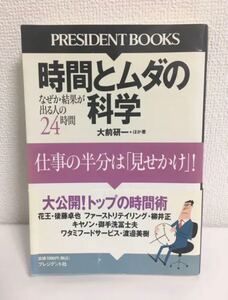 PRESIDENT BOOKS
時間とムダの
科学
なぜか結果が
出る人の
24時間
大前研一・ほか著
仕事の半分は「見せかけ」!
大公開!トップの時間術
花王・後藤卓也 ファーストリテイリング・柳井正
キヤノン・御手洗冨士夫
ワタミフードサービス・渡邉美樹
プレジデント社